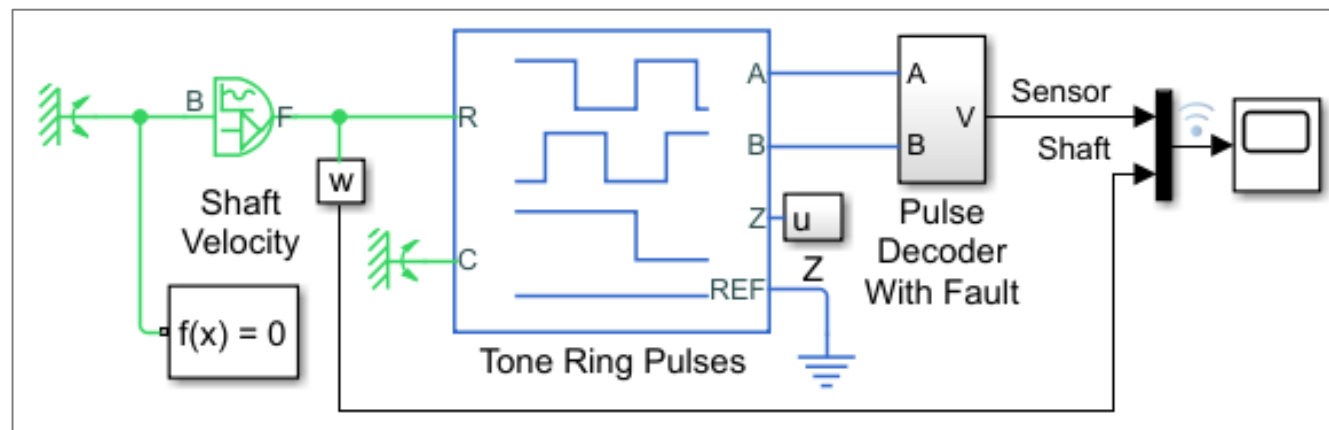 B
F
Shaft
Velocity
w
f(x) = 0
R
C
A
B
Z
REF
Tone Ring Pulses
u
Z
A
B
V
Pulse
Decoder
With Fault
Sensor
Shaft